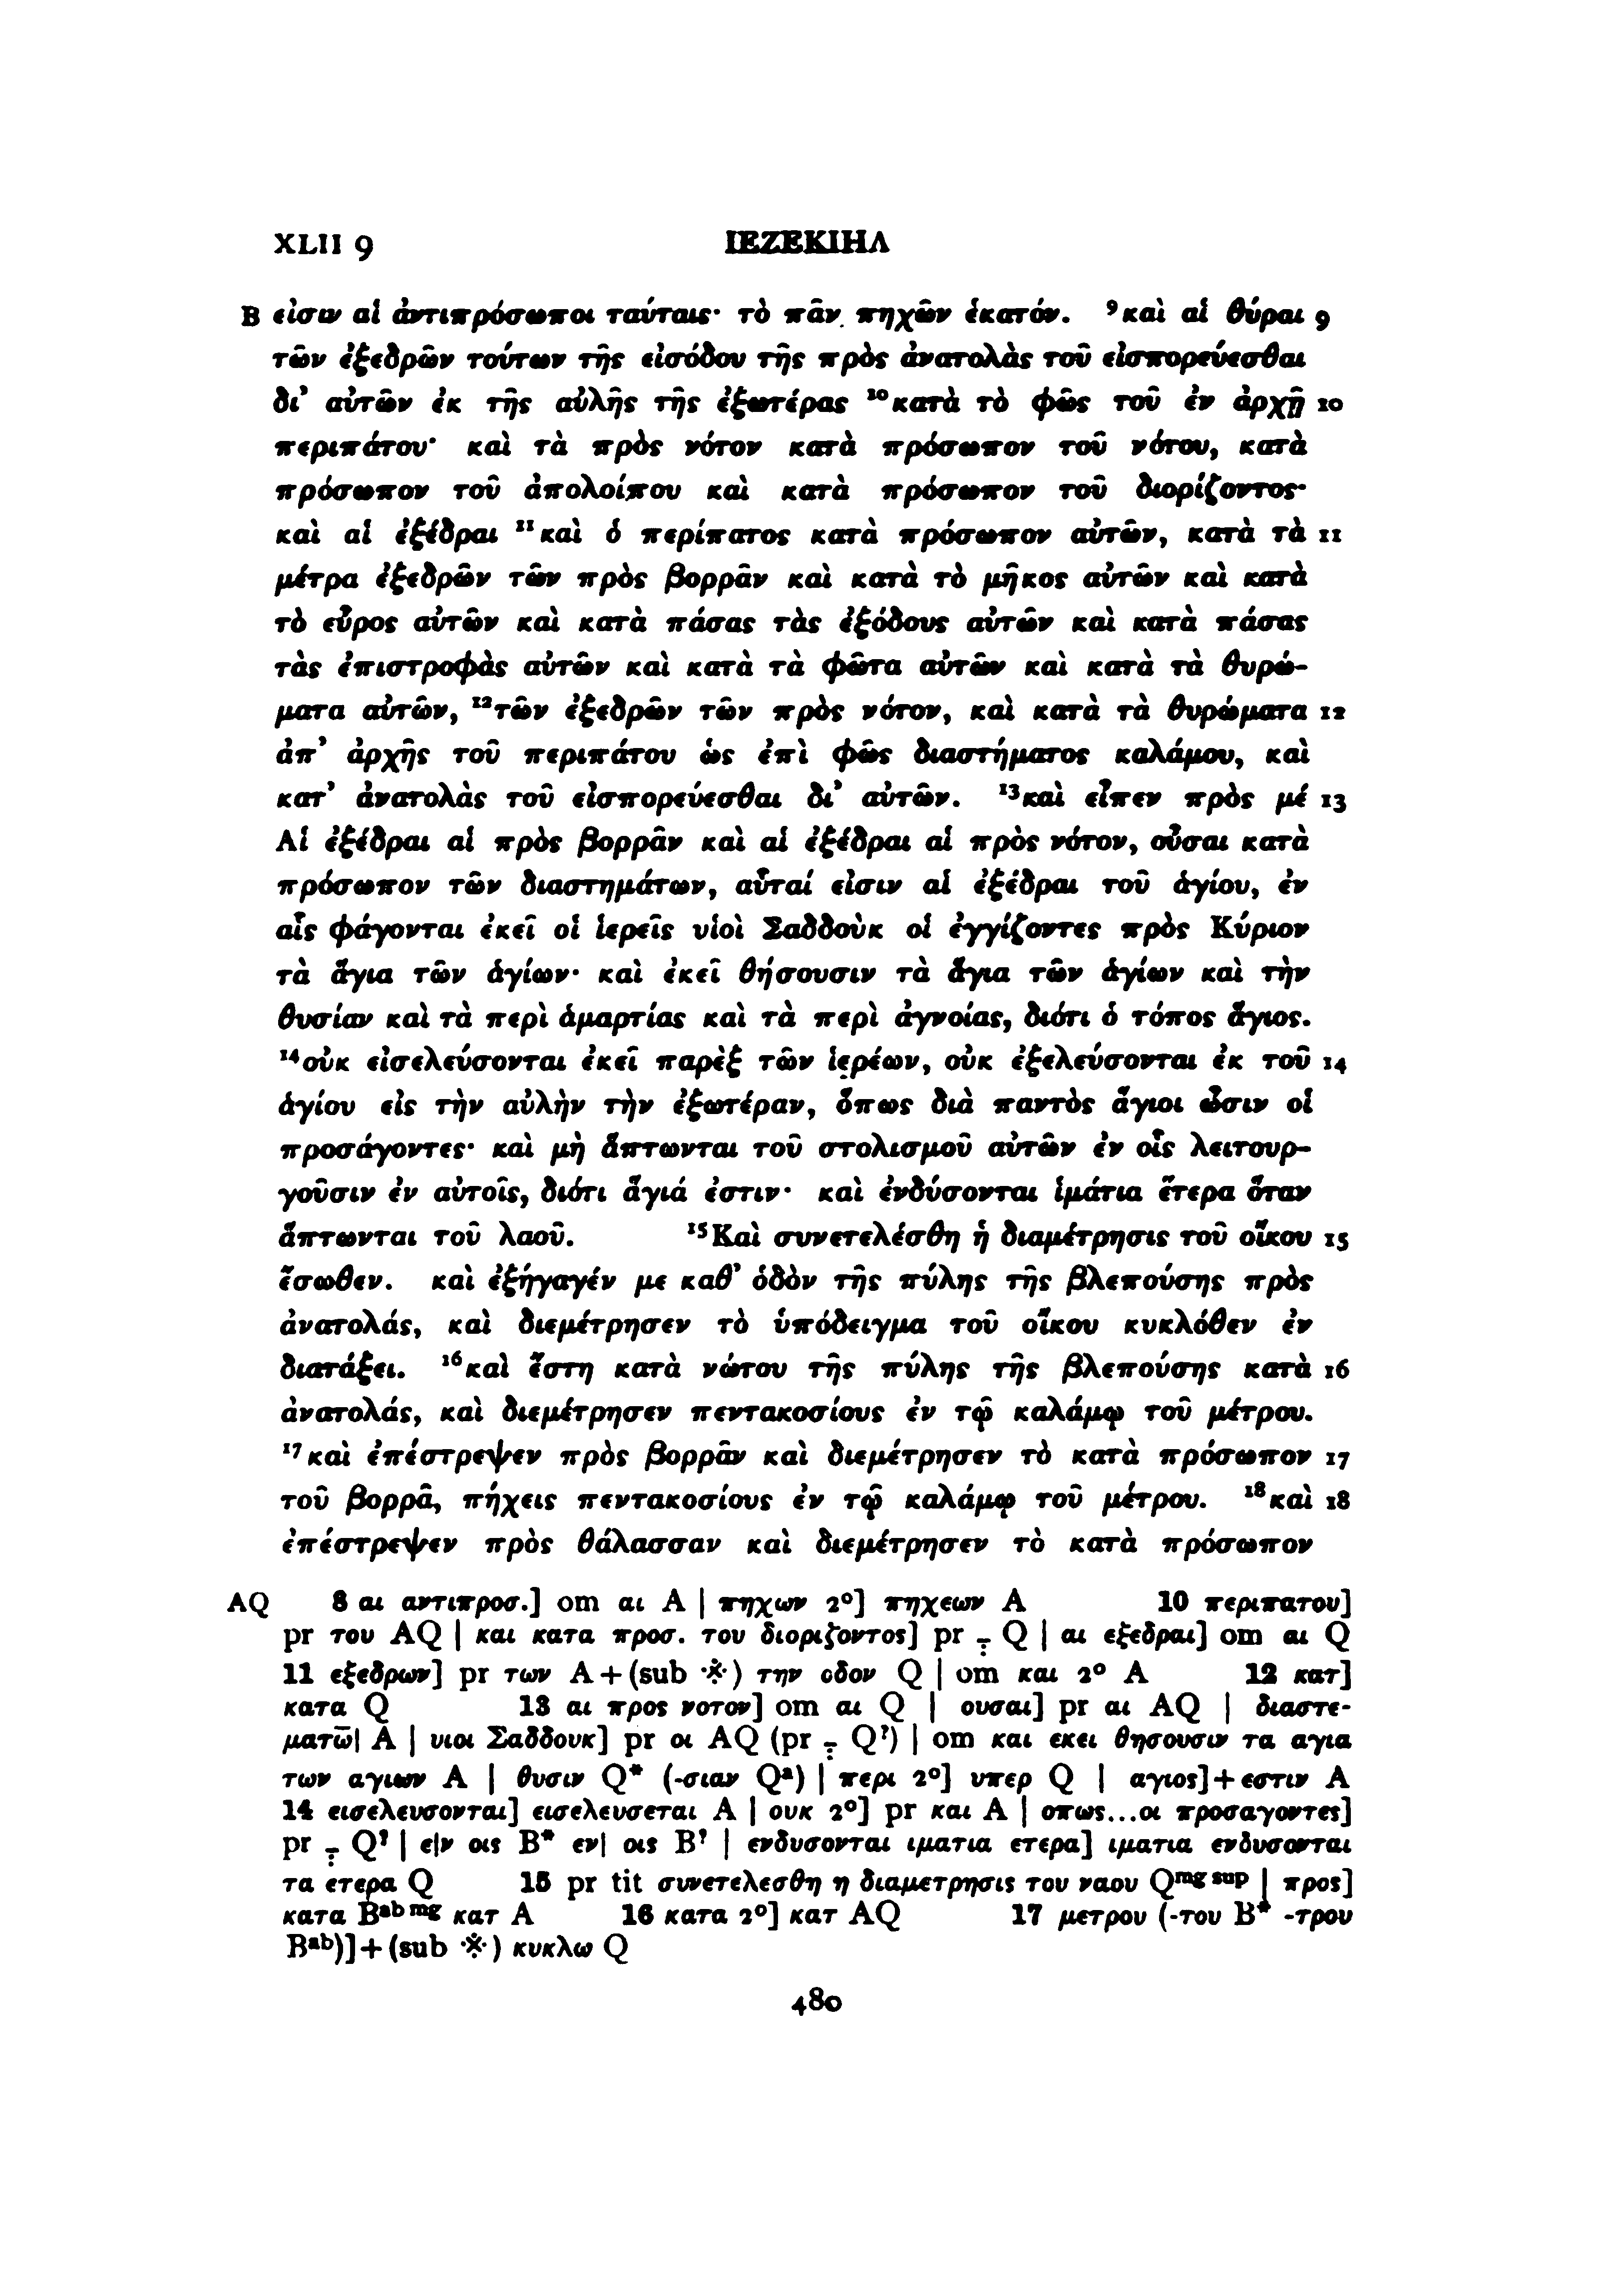 XLII 9 ΙΕΖΕΚΙΗΛ
B εἰσιν αἱ ἀντιπρόσωποι ταύταις· τὸ πᾶν πηχῶν ἑκατόν. ⁹καὶ αἱ θύραι 9
τῶν ἐξεδρῶν τούτων τῆς εἰσόδου τῆς πρὸς ἀνατολὰς τοῦ εἰσπορεύεσθαι
δι’ αὐτῶν ἐκ τῆς αὐλῆς τῆς ἐξωτέρας ¹⁰κατὰ τὸ φῶς τοῦ ἐν ἀρχῇ 10
περιπάτου· καὶ τὰ πρὸς νότον κατὰ πρόσωπον τοῦ νότου, κατὰ
πρόσωπον τοῦ ἀπολοίπου καὶ κατὰ πρόσωπον τοῦ διορίζοντος·
καὶ αἱ ἐξέδραι ¹¹καὶ ὁ περίπατος κατὰ πρόσωπον αὐτῶν, κατὰ τὰ 11
μέτρα ἐξεδρῶν τῶν πρὸς βορρᾶν καὶ κατὰ τὸ μῆκος αὐτῶν καὶ κατὰ
τὸ εὖρος αὐτῶν καὶ κατὰ πάσας τὰς ἐξόδους αὐτῶν καὶ κατὰ πάσας
τὰς ἐπιστροφὰς αὐτῶν καὶ κατὰ τὰ φῶτα αὐτῶν καὶ κατὰ τὰ θυρώ-
ματα αὐτῶν, ¹²τῶν ἐξεδρῶν τῶν πρὸς νότον, καὶ κατὰ τὰ θυρώματα 12
ἀπ’ ἀρχῆς τοῦ περιπάτου ὡς ἐπὶ φῶς διαστήματος καλάμου, καὶ
κατ’ ἀνατολὰς τοῦ εἰσπορεύεσθαι δι’ αὐτῶν. ¹³καὶ εἶπεν πρὸς μέ 13
Αἱ ἐξέδραι αἱ πρὸς βορρᾶν καὶ αἱ ἐξέδραι αἱ πρὸς νότον, οὖσαι κατὰ
πρόσωπον τῶν διαστημάτων, αὗταί εἰσιν αἱ ἐξέδραι τοῦ ἁγίου, ἐν
αἷς φάγονται ἐκεῖ οἱ ἱερεῖς υἱοὶ Σαδδοὺκ οἱ ἐγγίζοντες πρὸς Κύριον
τὰ ἅγια τῶν ἁγίων· καὶ ἐκεῖ θήσουσιν τὰ ἅγια τῶν ἁγίων καὶ τὴν
θυσίαν καὶ τὰ περὶ ἁμαρτίας καὶ τὰ περὶ ἀγνοίας, διότι ὁ τόπος ἅγιος.
¹⁴οὐκ εἰσελεύσονται ἐκεῖ παρὲξ τῶν ἱερέων, οὐκ ἐξελεύσονται ἐκ τοῦ 14
ἁγίου εἰς τὴν αὐλὴν τὴν ἐξωτέραν, ὅπως διὰ παντὸς ἅγιοι ὦσιν οἱ
προσάγοντες· καὶ μὴ ἅπτωνται τοῦ στολισμοῦ αὐτῶν ἐν οἷς λειτουρ-
γοῦσιν ἐν αὐτοῖς, διότι ἅγιά ἐστιν· καὶ ἐνδύσονται ἱμάτια ἕτερα ὅταν
ἅπτωνται τοῦ λαοῦ. ¹⁵Καὶ συνετελέσθη ἡ διαμέτρησις τοῦ οἴκου 15
ἔσωθεν. καὶ ἐξήγαγέν με καθ’ ὁδὸν τῆς πύλης τῆς βλεπούσης πρὸς
ἀνατολάς, καὶ διεμέτρησεν τὸ ὑπόδειγμα τοῦ οἴκου κυκλόθεν ἐν
διατάξει. ¹⁶καὶ ἔστη κατὰ νώτου τῆς πύλης τῆς βλεπούσης κατὰ 16
ἀνατολάς, καὶ διεμέτρησεν πεντακοσίους ἐν τῷ καλάμῳ τοῦ μέτρου.
¹⁷καὶ ἐπέστρεψεν πρὸς βορρᾶν καὶ διεμέτρησεν τὸ κατὰ πρόσωπον 17
τοῦ βορρᾶ, πήχεις πεντακοσίους ἐν τῷ καλάμῳ τοῦ μέτρου. ¹⁸καὶ 18
ἐπέστρεψεν πρὸς θάλασσαν καὶ διεμέτρησεν τὸ κατὰ πρόσωπον
AQ 8 αι αντιπροσ.] om αι A | πηχων 2º] πηχεων A 10 περιπατου]
pr του AQ | και κατα προσ. του διοριζοντος] pr ÷ Q | αι εξεδραι] om αι Q
11 εξεδρων] pr των A + (sub ※) την οδον Q | om και 2º A 12 κατ]
κατα Q 13 αι προς νοτον] om αι Q | ουσαι] pr αι AQ | διαστε-
ματω̅| A | υιοι Σαδδουκ] pr οι AQ (pr ÷ Qˀ) | om και εκει θησουσιν τα αγια
των αγιων A | θυσιν Q* (-σιαν Qᵃ) | περι 2º] υπερ Q | αγιος] + εστιν A
14 εισελευσονται] εισελευσεται A | ουκ 2º] pr και A | οπως...οι προσαγοντες]
pr ÷ Qˀ | ε|ν οις B* εν| οις Bˀ | ενδυσονται ιματια ετερα] ιματια ενδυσονται
τα ετερα Q 15 pr tit συνετελεσθη η διαμετρησις του ναου Qᵐᵍ ˢᵘᵖ | προς]
κατα Bᵃᵇ ᵐᵍ κατ A 16 κατα 2º] κατ AQ 17 μετρου (-του B* -τρου
Bᵃᵇ)] + (sub ※) κυκλω Q
480